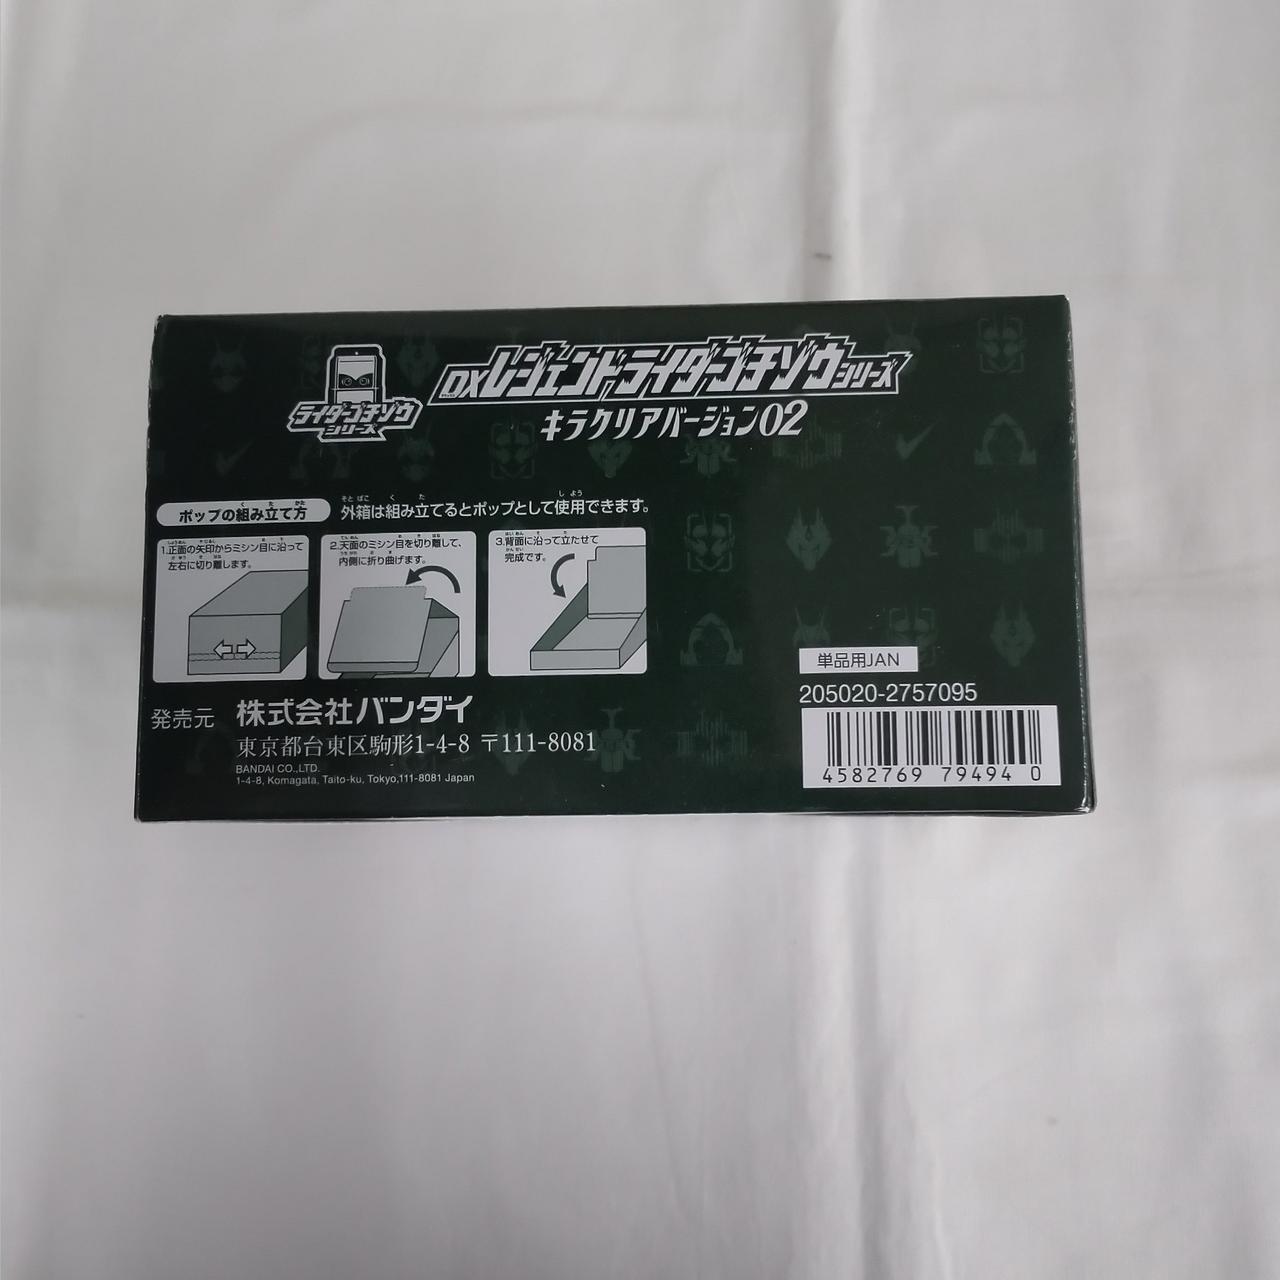 ライダーゴチゾウ
シリーズ
DXレジェンドライダーゴチゾウシリーズ
キラクリアバージョン02
ポップの組み立て方
外箱は組み立てるとポップとして使用できます。
1.正面の矢印からミシン目に沿って
左右に切り離します。
2.天面のミシン目を切り離して、
内側に折り曲げます。
3.背面に沿って立たせて
完成です。
単品用JAN
205020-2757095
4582769 794940
発売元 株式会社バンダイ
東京都台東区駒形1-4-8 〒111-8081
BANDAI CO.,LTD.
1-4-8, Komagata, Taito-ku, Tokyo,111-8081 Japan